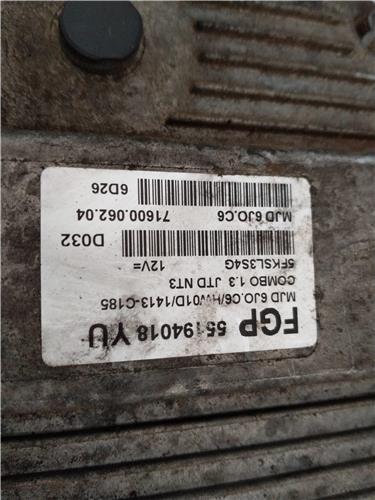 FGP 55194018 YU
MJD 6JO.C6/HW01D/1413-C185
COMBO 1.3 JTD NT3
5FKSL3S4G 12V= D032
MJD 6JO.C6 71600.062.04 6D26